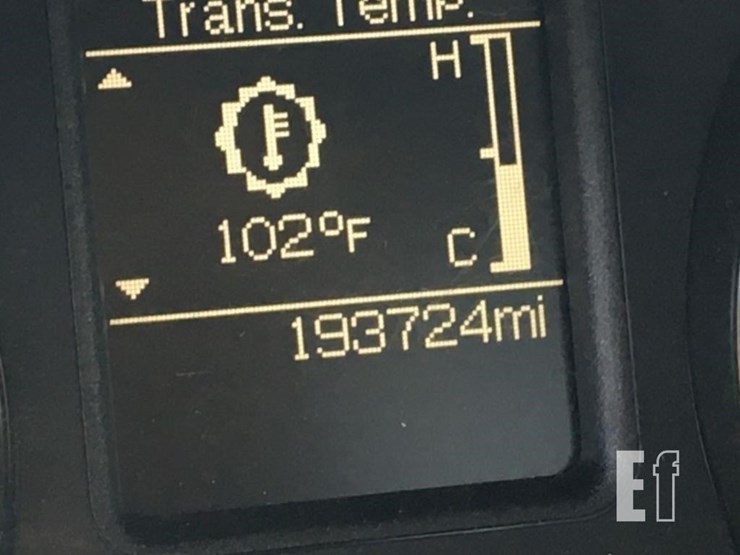 Trans. Temp.
H
102°F
C
193724mi
Ef